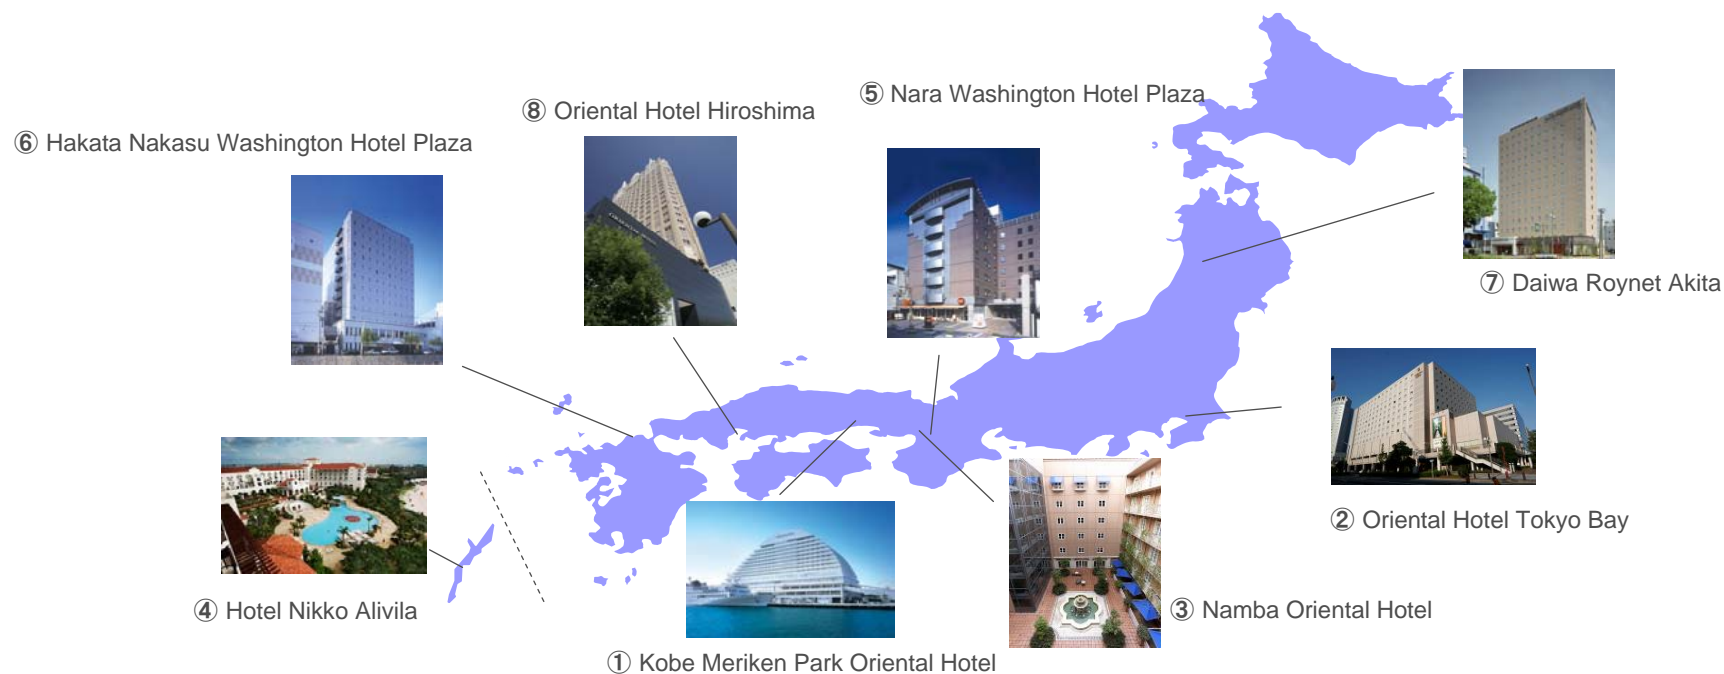 ⑤ Nara Washington Hotel Plaza
⑧ Oriental Hotel Hiroshima
⑥ Hakata Nakasu Washington Hotel Plaza
⑦ Daiwa Roynet Akita
② Oriental Hotel Tokyo Bay
④ Hotel Nikko Alivila
③ Namba Oriental Hotel
① Kobe Meriken Park Oriental Hotel